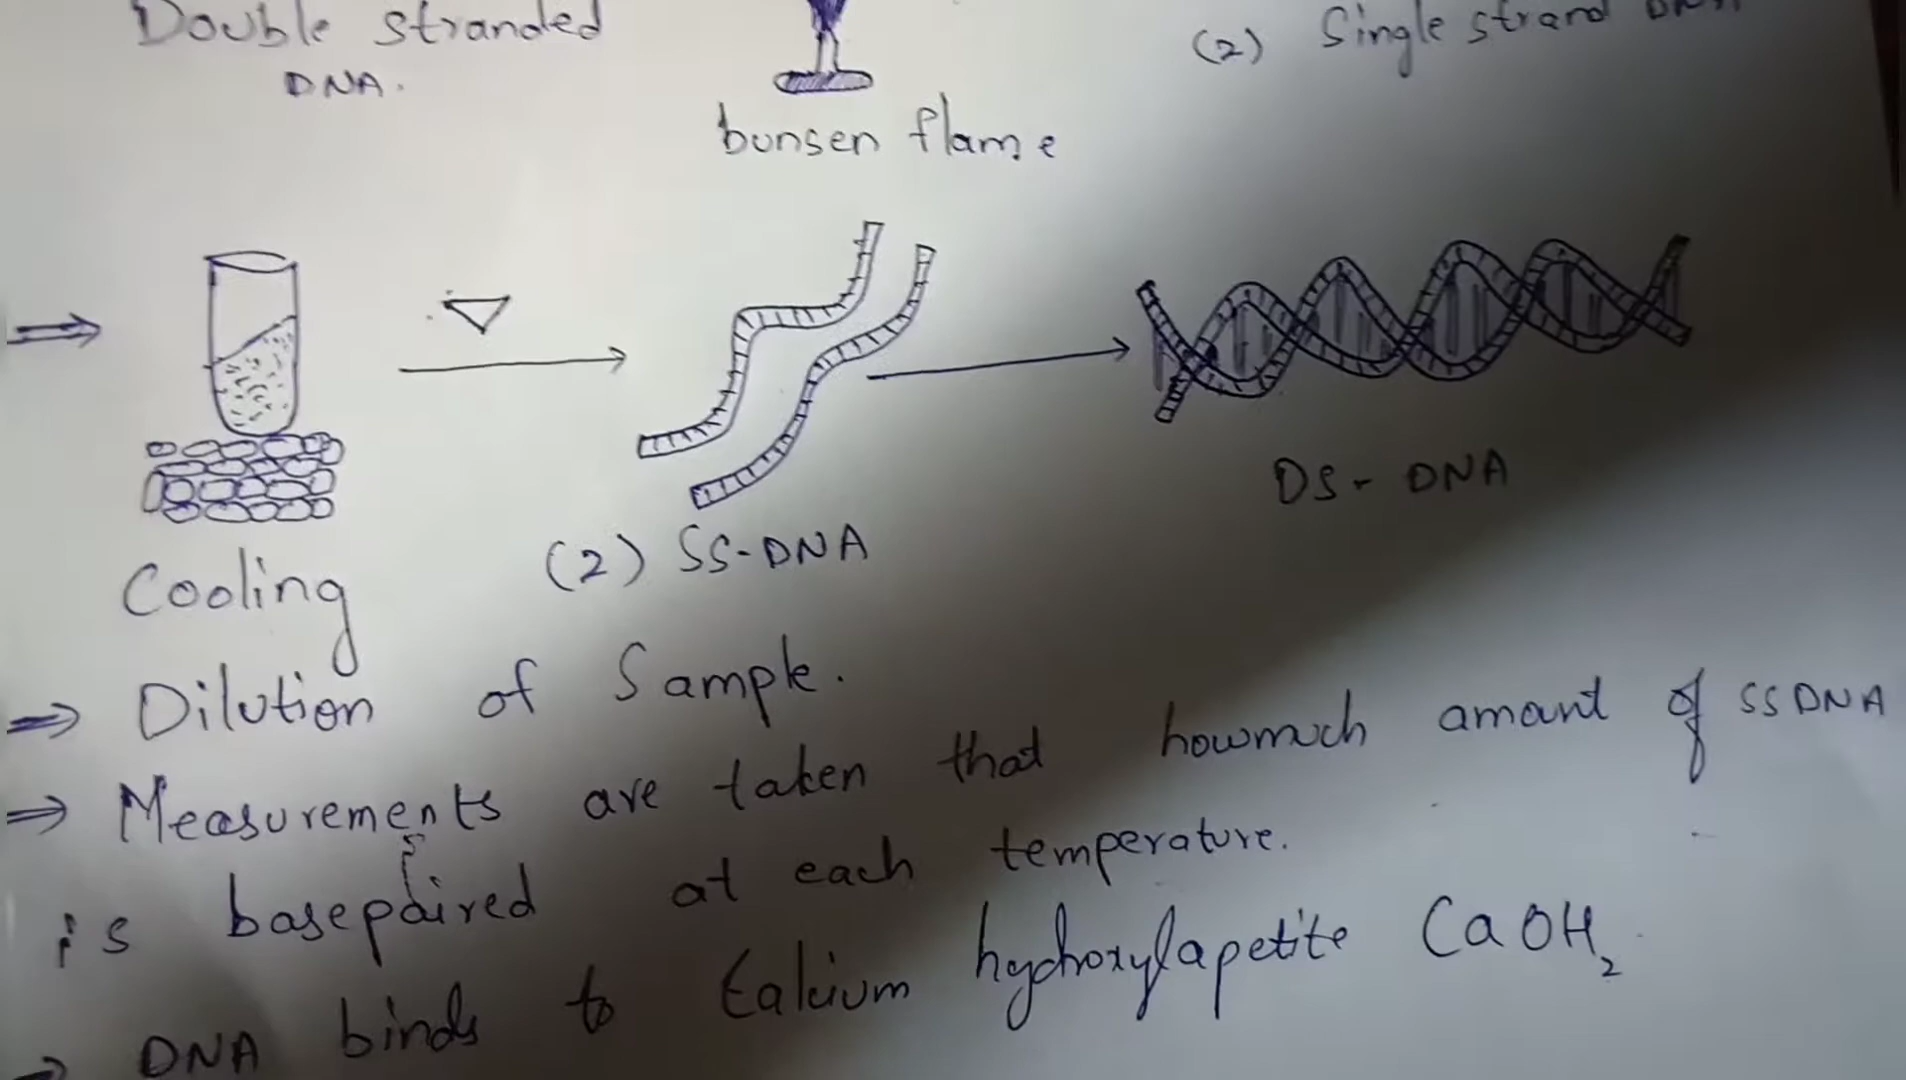 Double stranded
DNA.
bunsen flame
(2) Single strand DNA
Cooling
(2) SS-DNA
DS- DNA
⇒ Dilution of Sample.
⇒ Measurements are taken that howmuch amount of SSDNA
is basepaired at each temperature.
→ DNA binds to Calcium hydroxylapetite CaOH₂